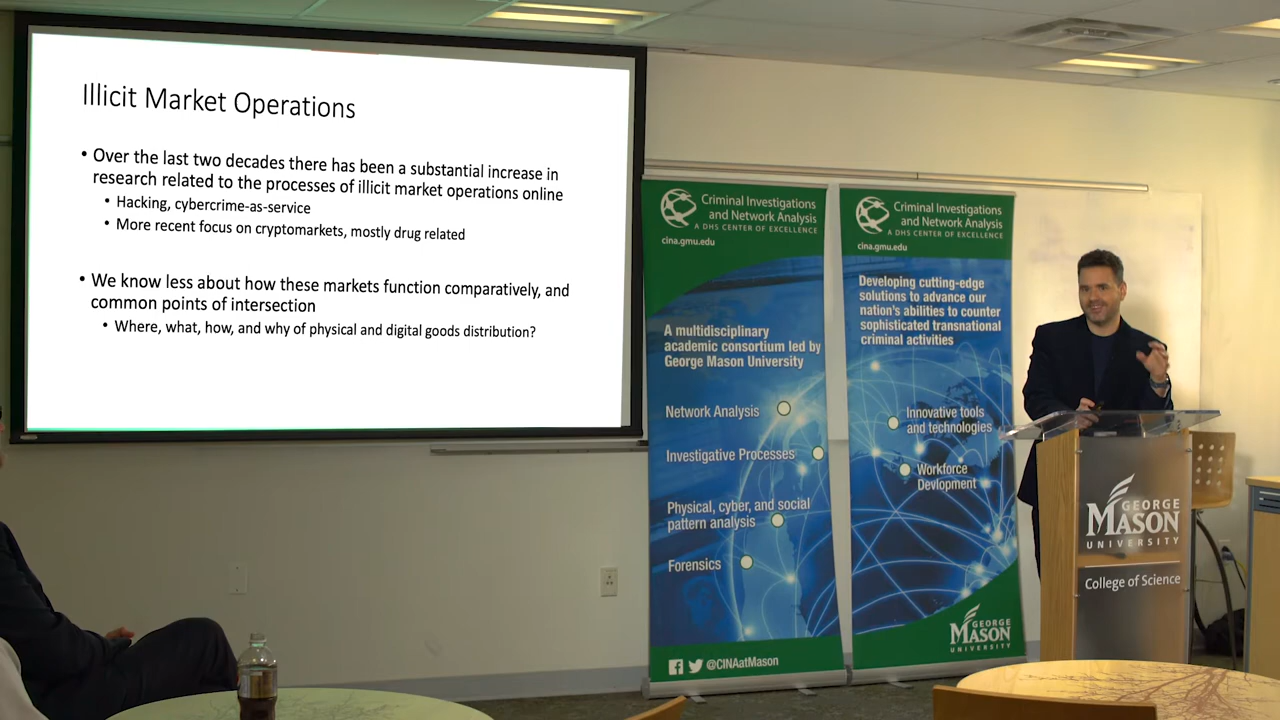 Illicit Market Operations
• Over the last two decades there has been a substantial increase in
research related to the processes of illicit market operations online
• Hacking, cybercrime-as-service
• More recent focus on cryptomarkets, mostly drug related
• We know less about how these markets function comparatively, and
common points of intersection
• Where, what, how, and why of physical and digital goods distribution?
Criminal Investigations
and Network Analysis
A DHS CENTER OF EXCELLENCE
cina.gmu.edu
A multidisciplinary
academic consortium led by
George Mason University
Network Analysis
Investigative Processes
Physical, cyber, and social
pattern analysis
Forensics
@CINAatMason
Criminal Investigations
and Network Analysis
A DHS CENTER OF EXCELLENCE
cina.gmu.edu
Developing cutting-edge
solutions to advance our
nation's abilities to counter
sophisticated transnational
criminal activities
Innovative tools
and technologies
Workforce
Devlopment
GEORGE
MASON
UNIVERSITY
GEORGE
MASON
UNIVERSITY
College of Science